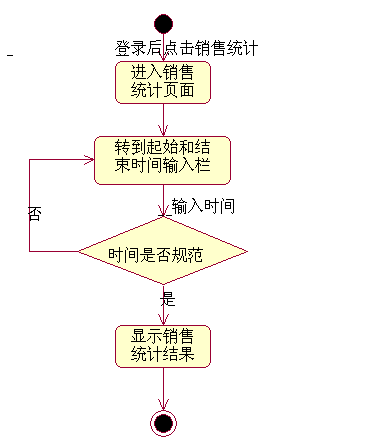 登录后点击销售统计
进入销售
统计页面
转到起始和结
束时间输入栏
输入时间
否
时间是否规范
是
显示销售
统计结果